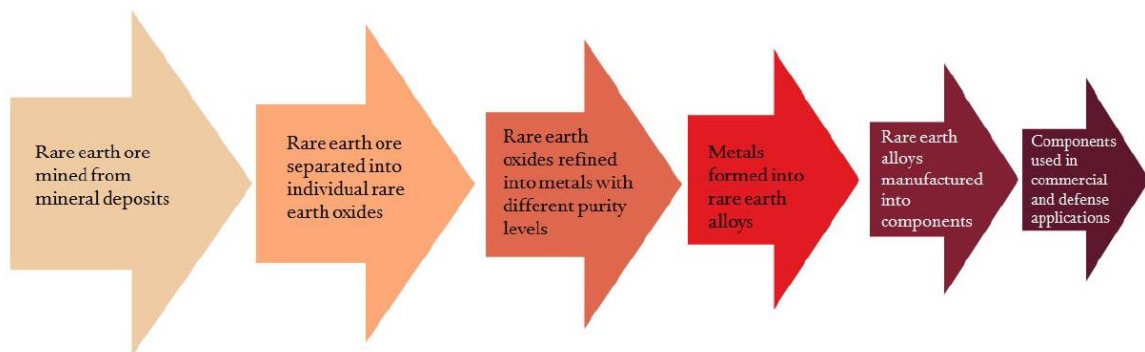 Rare earth ore
mined from
mineral deposits
Rare earth ore
separated into
individual rare
earth oxides
Rare earth
oxides refined
into metals with
different purity
levels
Metals
formed into
rare earth
alloys
Rare earth
alloys
manufactured
into
components
Components
used in
commercial
and defense
applications